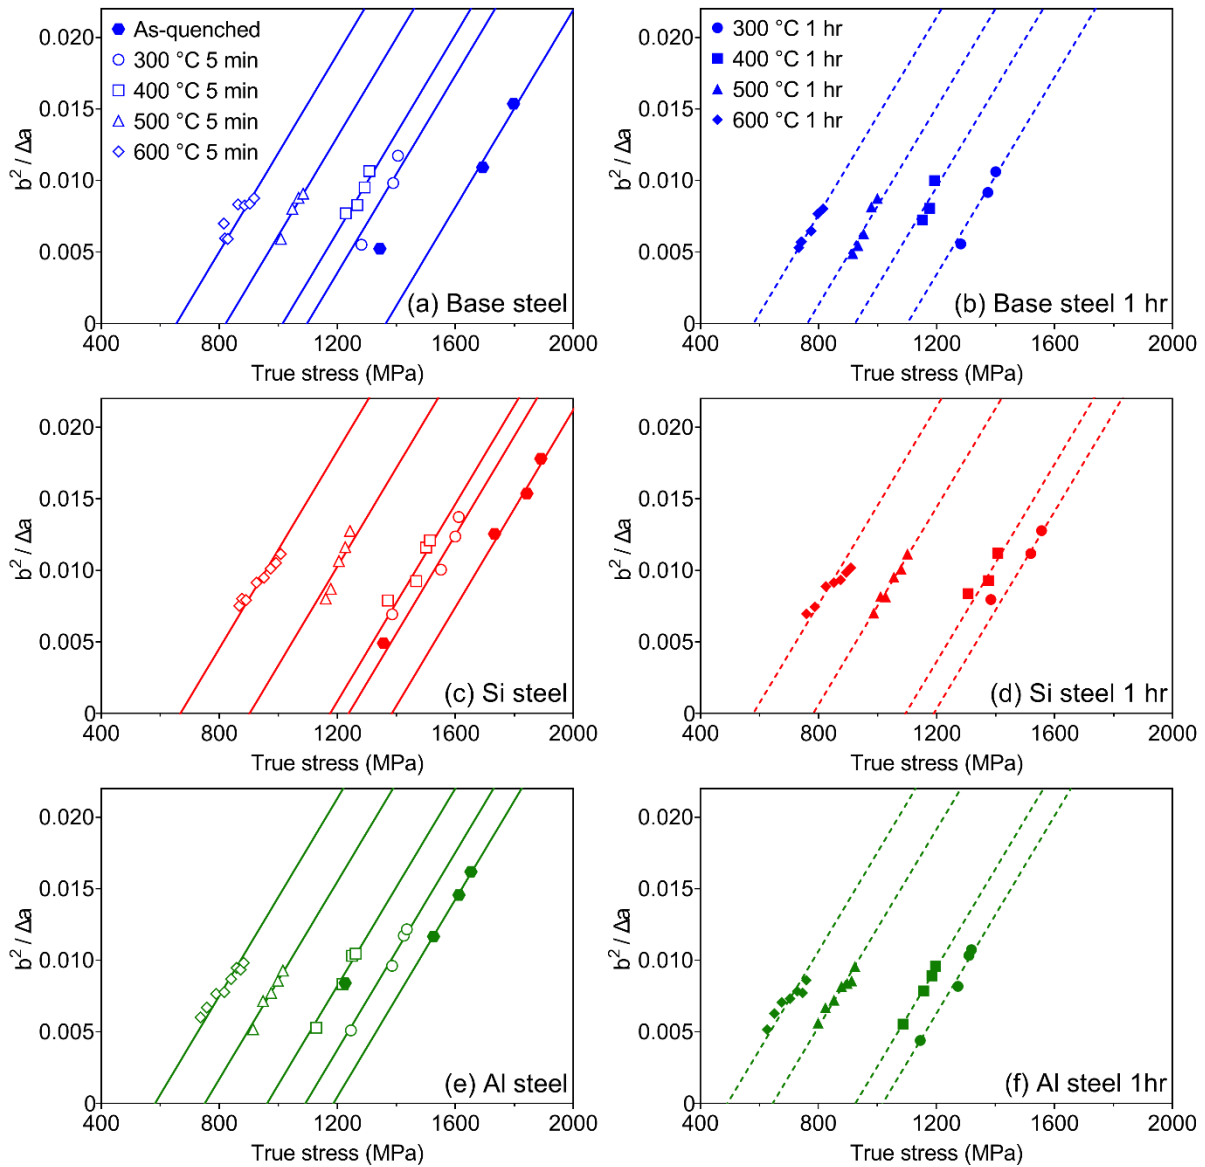 0.020
0.015
0.010
0.005
0
b² / Δa
As-quenched
300 °C 5 min
400 °C 5 min
500 °C 5 min
600 °C 5 min
(a) Base steel
400 800 1200 1600 2000
True stress (MPa)
0.020
0.015
0.010
0.005
0
b² / Δa
300 °C 1 hr
400 °C 1 hr
500 °C 1 hr
600 °C 1 hr
(b) Base steel 1 hr
400 800 1200 1600 2000
True stress (MPa)
0.020
0.015
0.010
0.005
0
b² / Δa
(c) Si steel
400 800 1200 1600 2000
True stress (MPa)
0.020
0.015
0.010
0.005
0
b² / Δa
(d) Si steel 1 hr
400 800 1200 1600 2000
True stress (MPa)
0.020
0.015
0.010
0.005
0
b² / Δa
(e) Al steel
400 800 1200 1600 2000
True stress (MPa)
0.020
0.015
0.010
0.005
0
b² / Δa
(f) Al steel 1hr
400 800 1200 1600 2000
True stress (MPa)